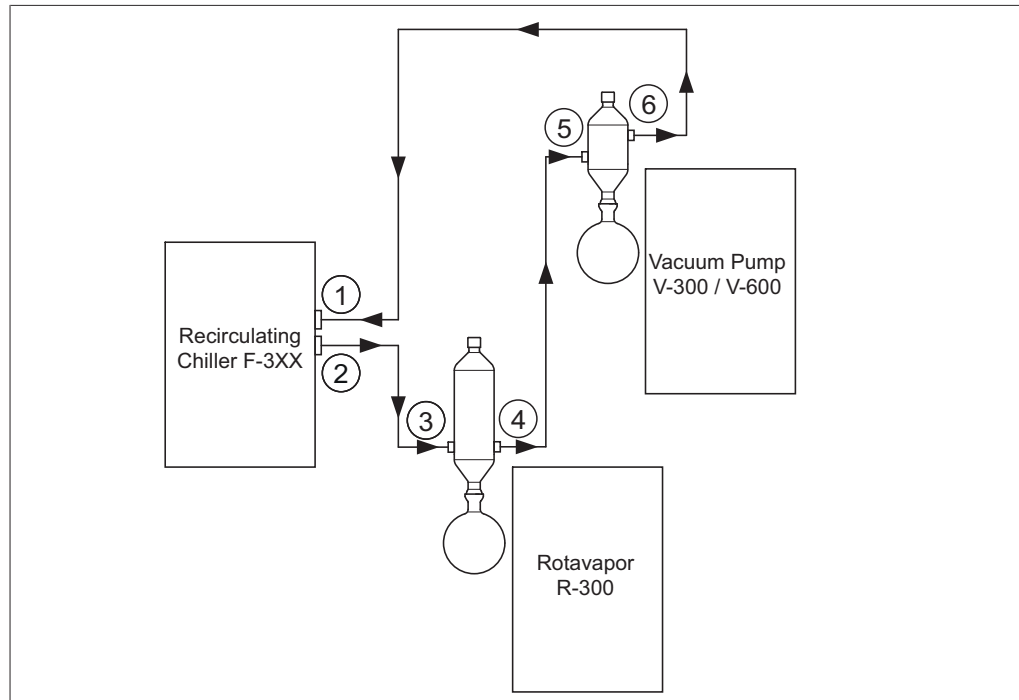 6
5
Vacuum Pump
V-300 / V-600
1
Recirculating
Chiller F-3XX
2
3
4
Rotavapor
R-300